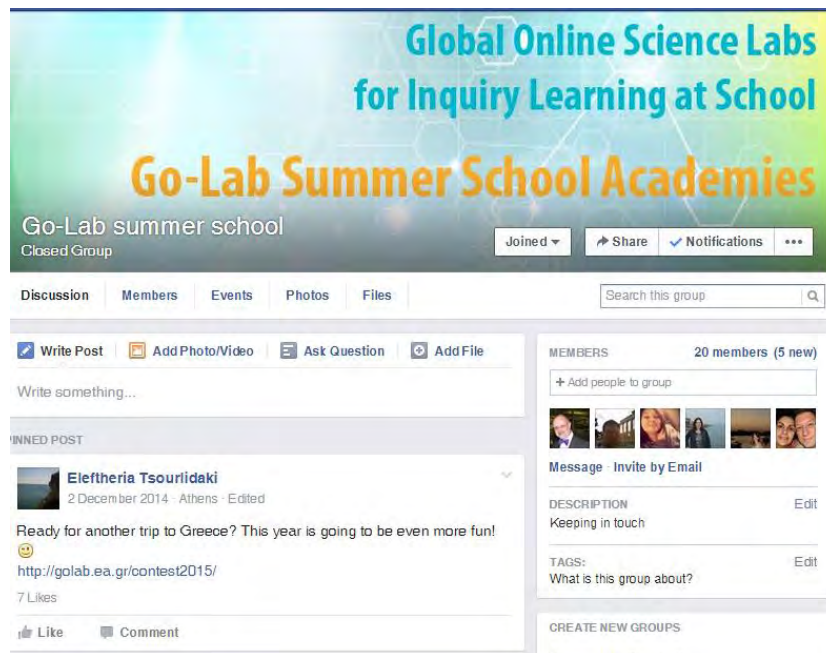 Global Online Science Labs
for Inquiry Learning at School
Go-Lab Summer School Academies
Go-Lab summer school
Closed Group
Joined
Share
Notifications
Discussion Members Events Photos Files
Search this group
Write Post Add Photo/Video Ask Question Add File
Write something...
INNED POST
Eleftheria Tsourlidaki
2 December 2014 · Athens · Edited
Ready for another trip to Greece? This year is going to be even more fun!
http://golab.ea.gr/contest2015/
7 Likes
Like Comment
MEMBERS 20 members (5 new)
+ Add people to group
Message · Invite by Email
DESCRIPTION Edit
Keeping in touch
TAGS: Edit
What is this group about?
CREATE NEW GROUPS